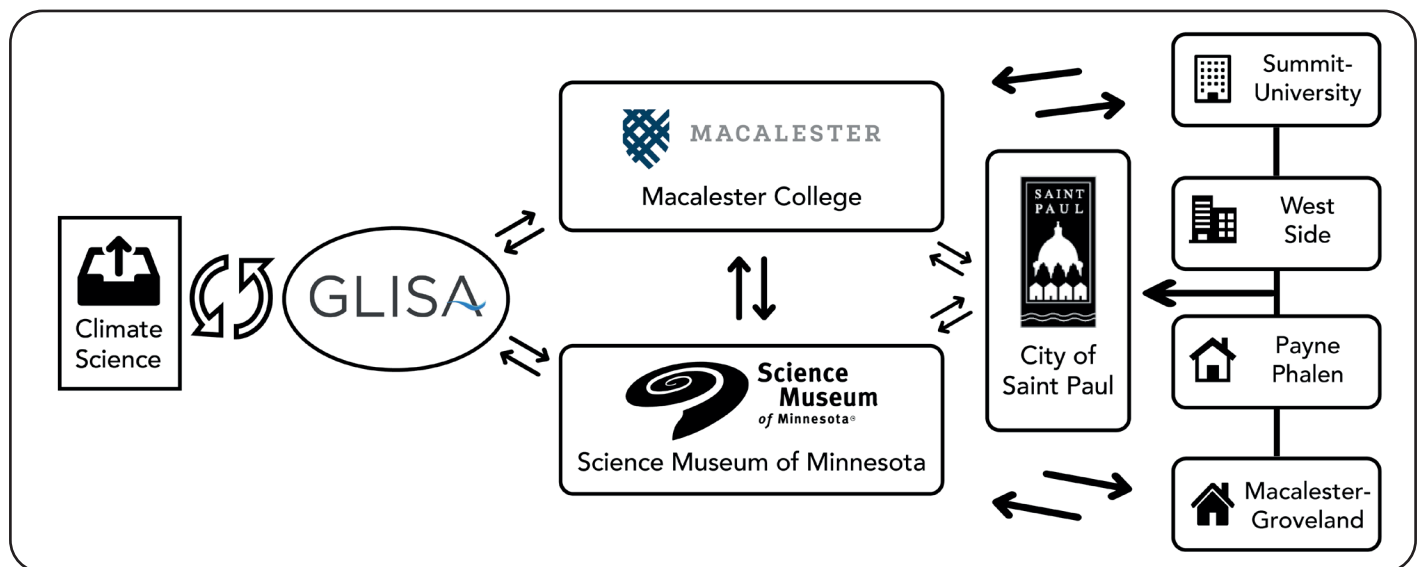 Climate
Science
GLISA
MACALESTER
Macalester College
Science
Museum
of Minnesota®
Science Museum of Minnesota
SAINT
PAUL
City of
Saint Paul
Summit-
University
West
Side
Payne
Phalen
Macalester-
Groveland